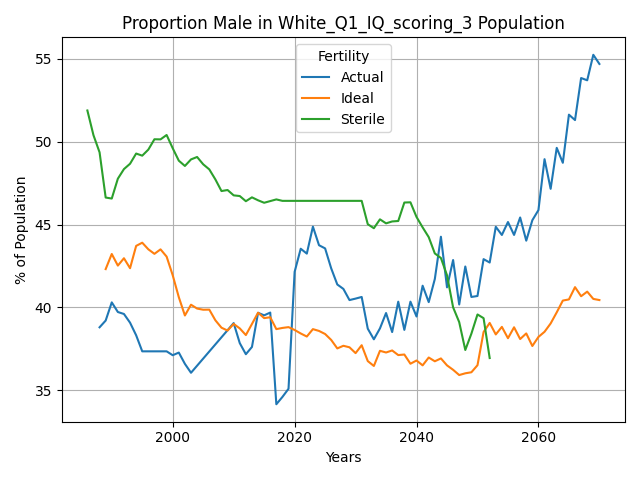 Proportion Male in White_Q1_IQ_scoring_3 Population
Fertility
Actual
Ideal
Sterile
% of Population
55
50
45
40
35
2000
2020
2040
2060
Years